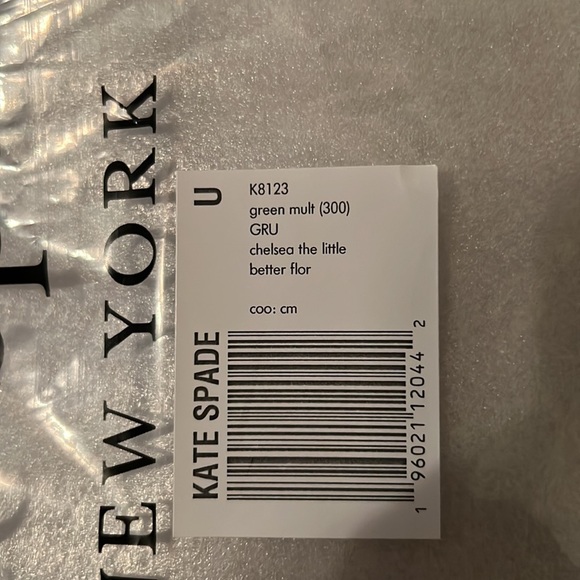 NEW YORK
U
K8123
green mult (300)
GRU
chelsea the little
better flor
coo: cm
KATE SPADE
1 96021 12044 2